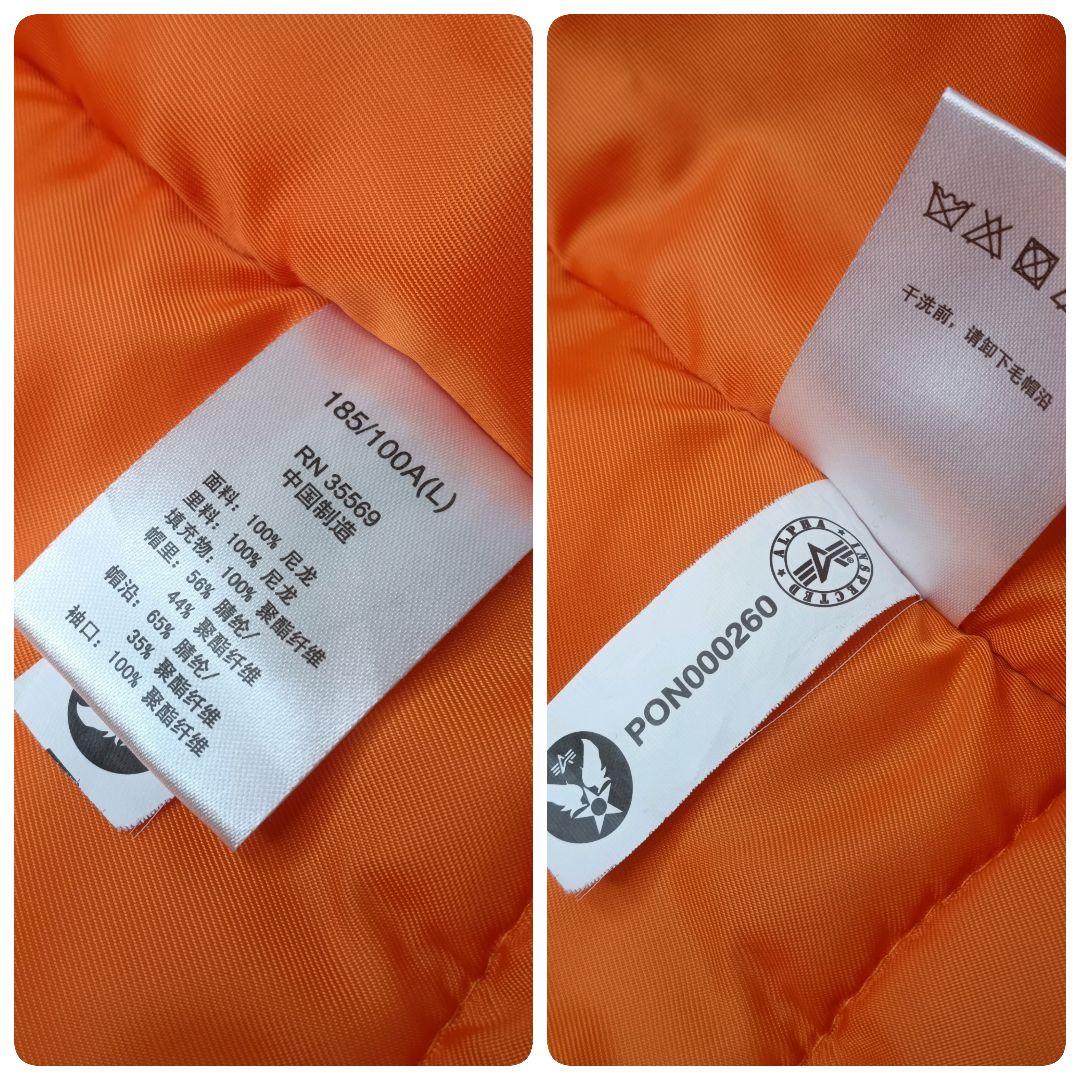 185/100A(L)
RN 35569
中国制造
面料: 100% 尼龙
里料: 100% 尼龙
填充物: 100% 聚酯纤维
帽里: 56% 腈纶/
44% 聚酯纤维
帽沿: 65% 腈纶/
35% 聚酯纤维
袖口: 100% 聚酯纤维
干洗前，请卸下毛帽沿
ALPHA INSPECTED
PON000260